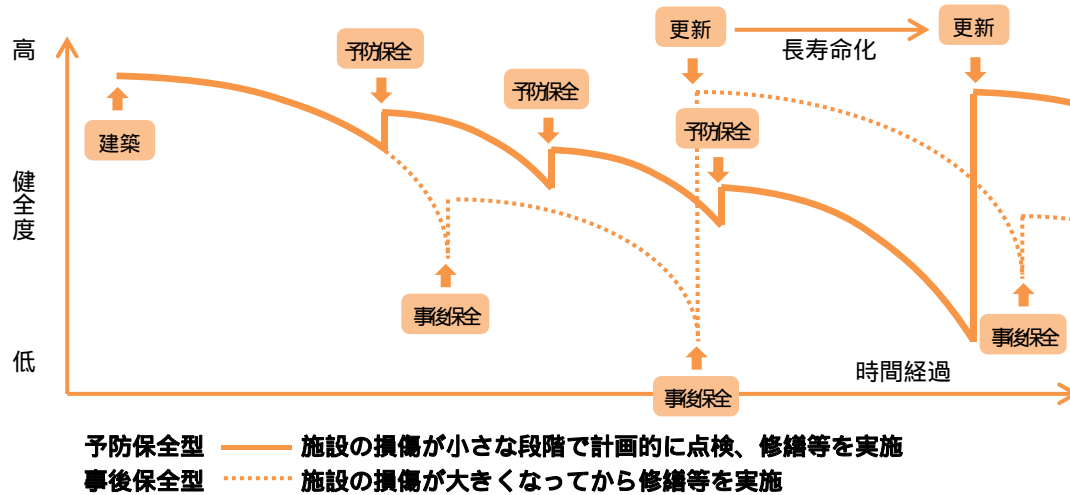 更新
更新
長寿命化
高
予防保全
予防保全
予防保全
建築
健全度
事後保全
事後保全
低
時間経過
事後保全
予防保全型 施設の損傷が小さな段階で計画的に点検、修繕等を実施
事後保全型 施設の損傷が大きくなってから修繕等を実施